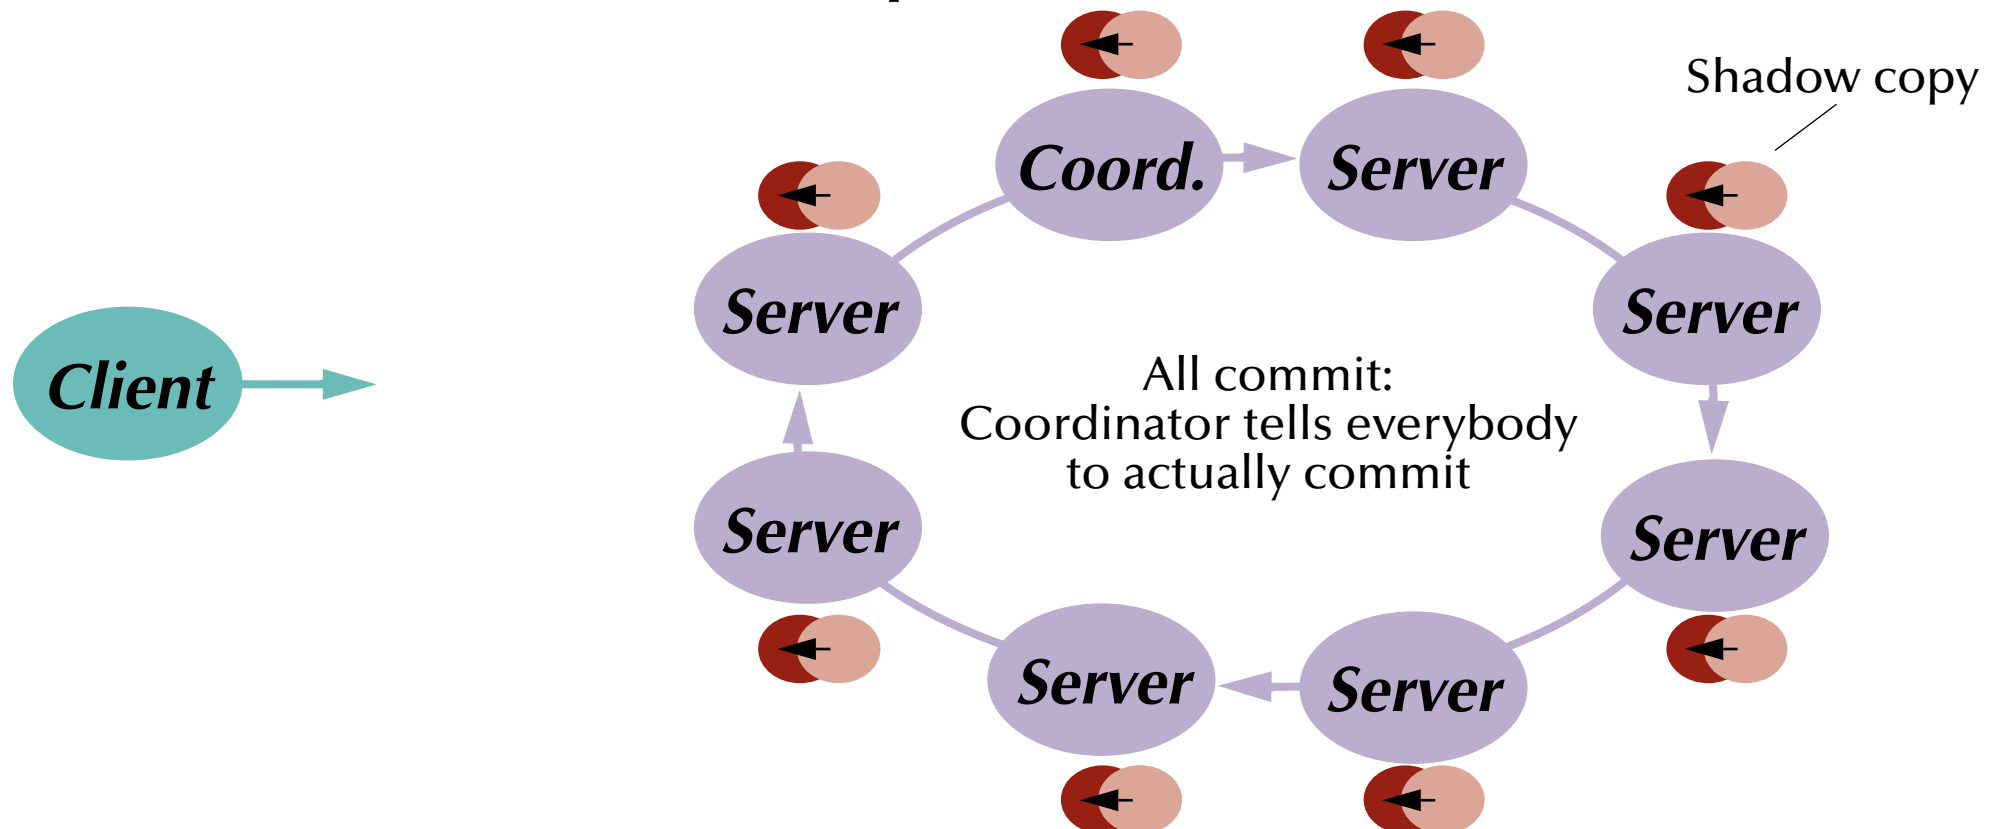 Shadow copy
Coord.
Server
Server
Server
Client
All commit:
Coordinator tells everybody
to actually commit
Server
Server
Server
Server